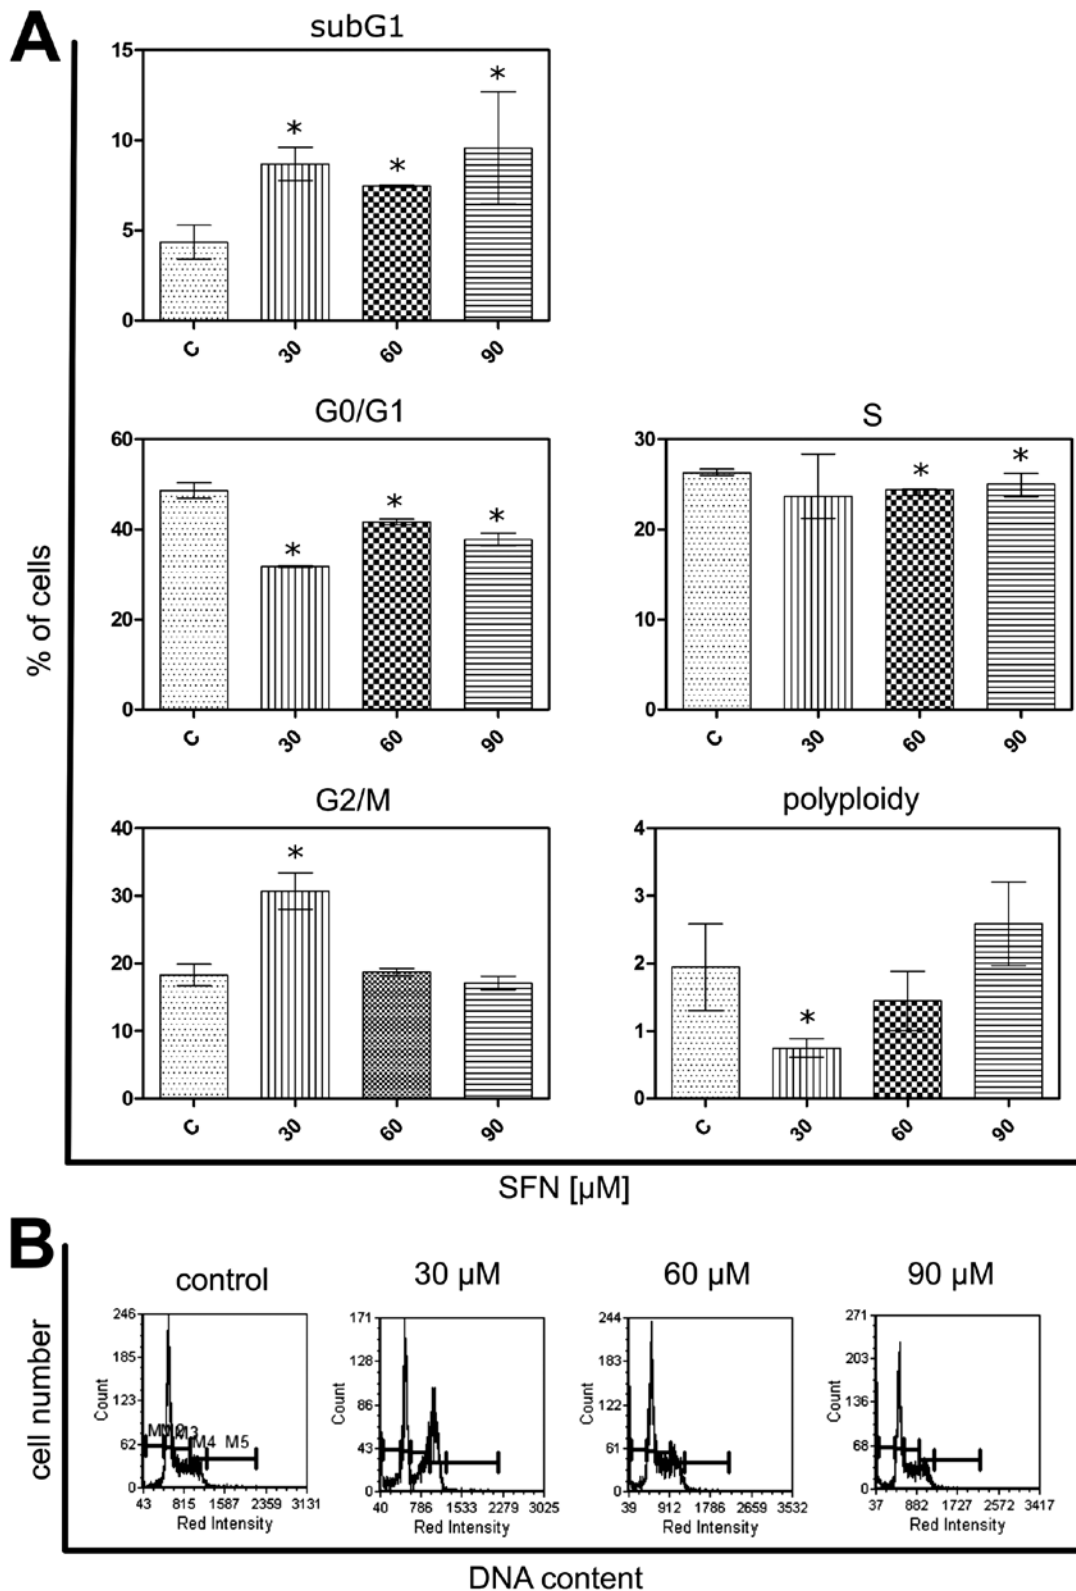 A
subG1
15
10
5
0
* * *
C 30 60 90
G0/G1
60
40
20
0
* * *
C 30 60 90
S
30
20
10
0
* *
C 30 60 90
% of cells
G2/M
40
30
20
10
0
*
C 30 60 90
polyploidy
4
3
2
1
0
*
C 30 60 90
SFN [µM]
B
cell number
control
246
185
123
62
0
Count
M3
M4 M5
43 815 1587 2359 3131
Red Intensity
30 µM
171
128
86
43
0
Count
40 786 1533 2279 3025
Red Intensity
60 µM
244
183
122
61
0
Count
39 912 1786 2659 3532
Red Intensity
90 µM
271
203
136
68
0
Count
37 882 1727 2572 3417
Red Intensity
DNA content